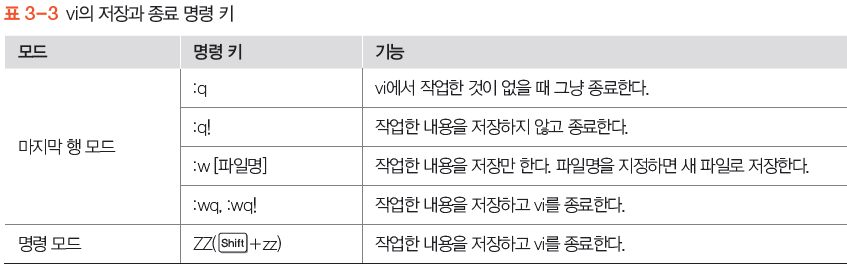 표 3-3 vi의 저장과 종료 명령 키
모드 명령 키 기능
:q vi에서 작업한 것이 없을 때 그냥 종료한다.
:q! 작업한 내용을 저장하지 않고 종료한다.
마지막 행 모드
:w [파일명] 작업한 내용을 저장만 한다. 파일명을 지정하면 새 파일로 저장한다.
:wq, :wq! 작업한 내용을 저장하고 vi를 종료한다.
명령 모드 ZZ(Shift+zz) 작업한 내용을 저장하고 vi를 종료한다.